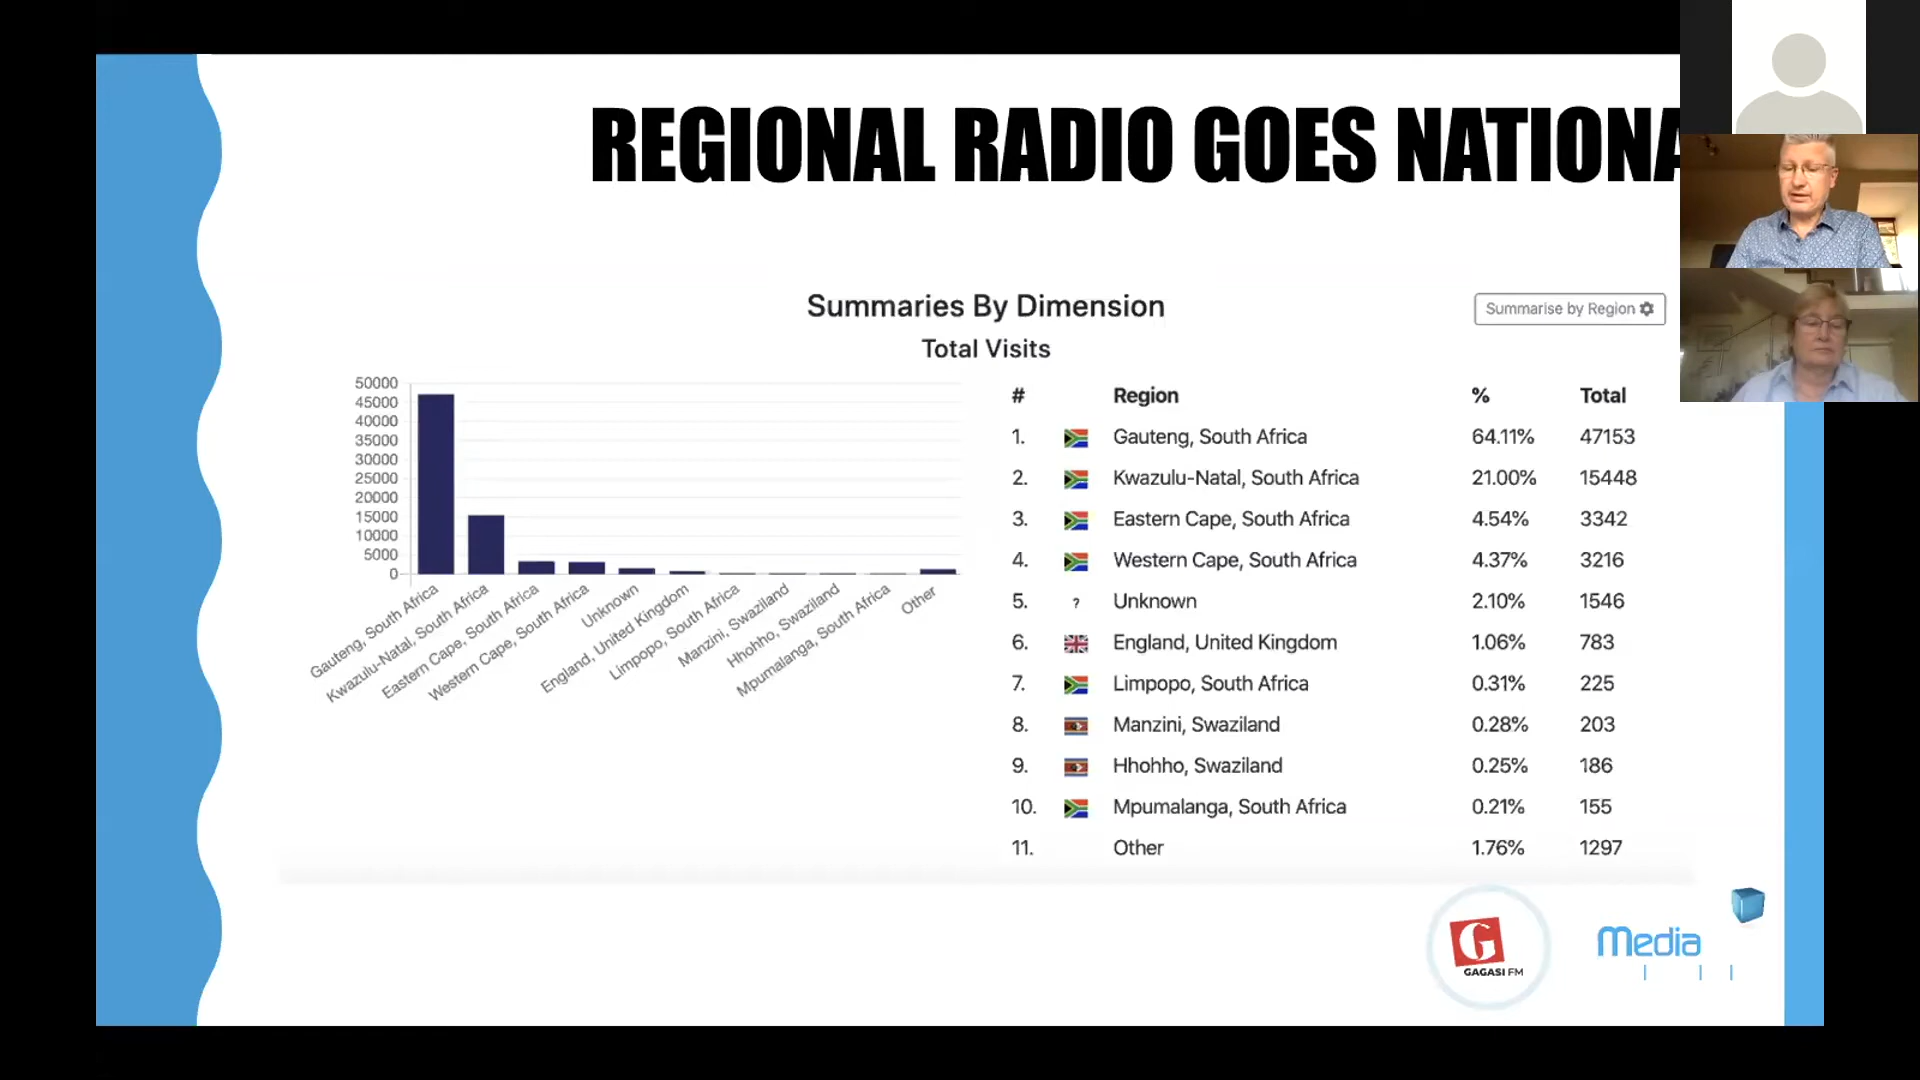 REGIONAL RADIO GOES NATIONA
Summaries By Dimension
Summarise by Region
Total Visits
50000
45000
40000
35000
30000
25000
20000
15000
10000
5000
0
Gauteng, South Africa
Kwazulu-Natal, South Africa
Eastern Cape, South Africa
Western Cape, South Africa
Unknown
England, United Kingdom
Limpopo, South Africa
Manzini, Swaziland
Hhohho, Swaziland
Mpumalanga, South Africa
Other
# Region % Total
1. Gauteng, South Africa 64.11% 47153
2. Kwazulu-Natal, South Africa 21.00% 15448
3. Eastern Cape, South Africa 4.54% 3342
4. Western Cape, South Africa 4.37% 3216
5. ? Unknown 2.10% 1546
6. England, United Kingdom 1.06% 783
7. Limpopo, South Africa 0.31% 225
8. Manzini, Swaziland 0.28% 203
9. Hhohho, Swaziland 0.25% 186
10. Mpumalanga, South Africa 0.21% 155
11. Other 1.76% 1297
G
GAGASI FM
Media